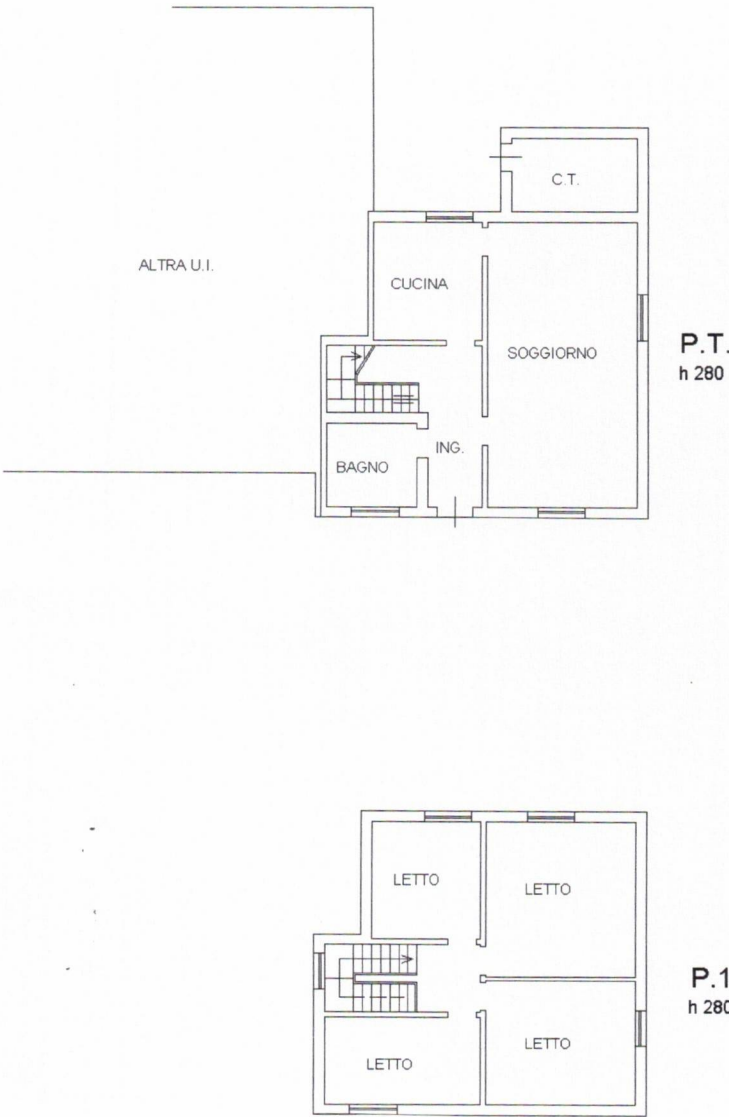 C.T.
ALTRA U.I.
CUCINA
SOGGIORNO
P.T.
h 280
ING.
BAGNO
LETTO
LETTO
P.1
h 280
LETTO
LETTO